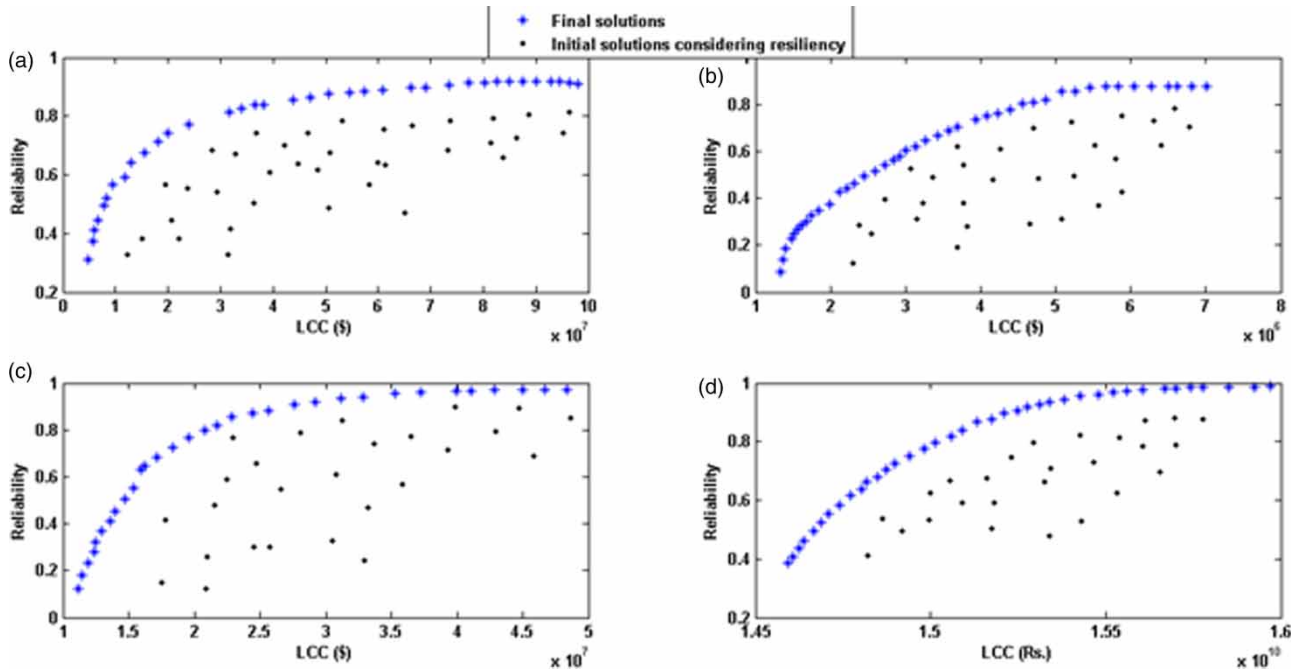 Final solutions
Initial solutions considering resiliency
(a)
1
0.8
0.6
0.4
0.2
Reliability
0 1 2 3 4 5 6 7 8 9 10
LCC ($)
x 10^7
(b)
0.8
0.6
0.4
0.2
0
Reliability
1 2 3 4 5 6 7 8
LCC ($)
x 10^6
(c)
1
0.8
0.6
0.4
0.2
0
Reliability
1 1.5 2 2.5 3 3.5 4 4.5 5
LCC ($)
x 10^7
(d)
1
0.8
0.6
0.4
0.2
Reliability
1.45 1.5 1.55 1.6
LCC (Rs.)
x 10^10